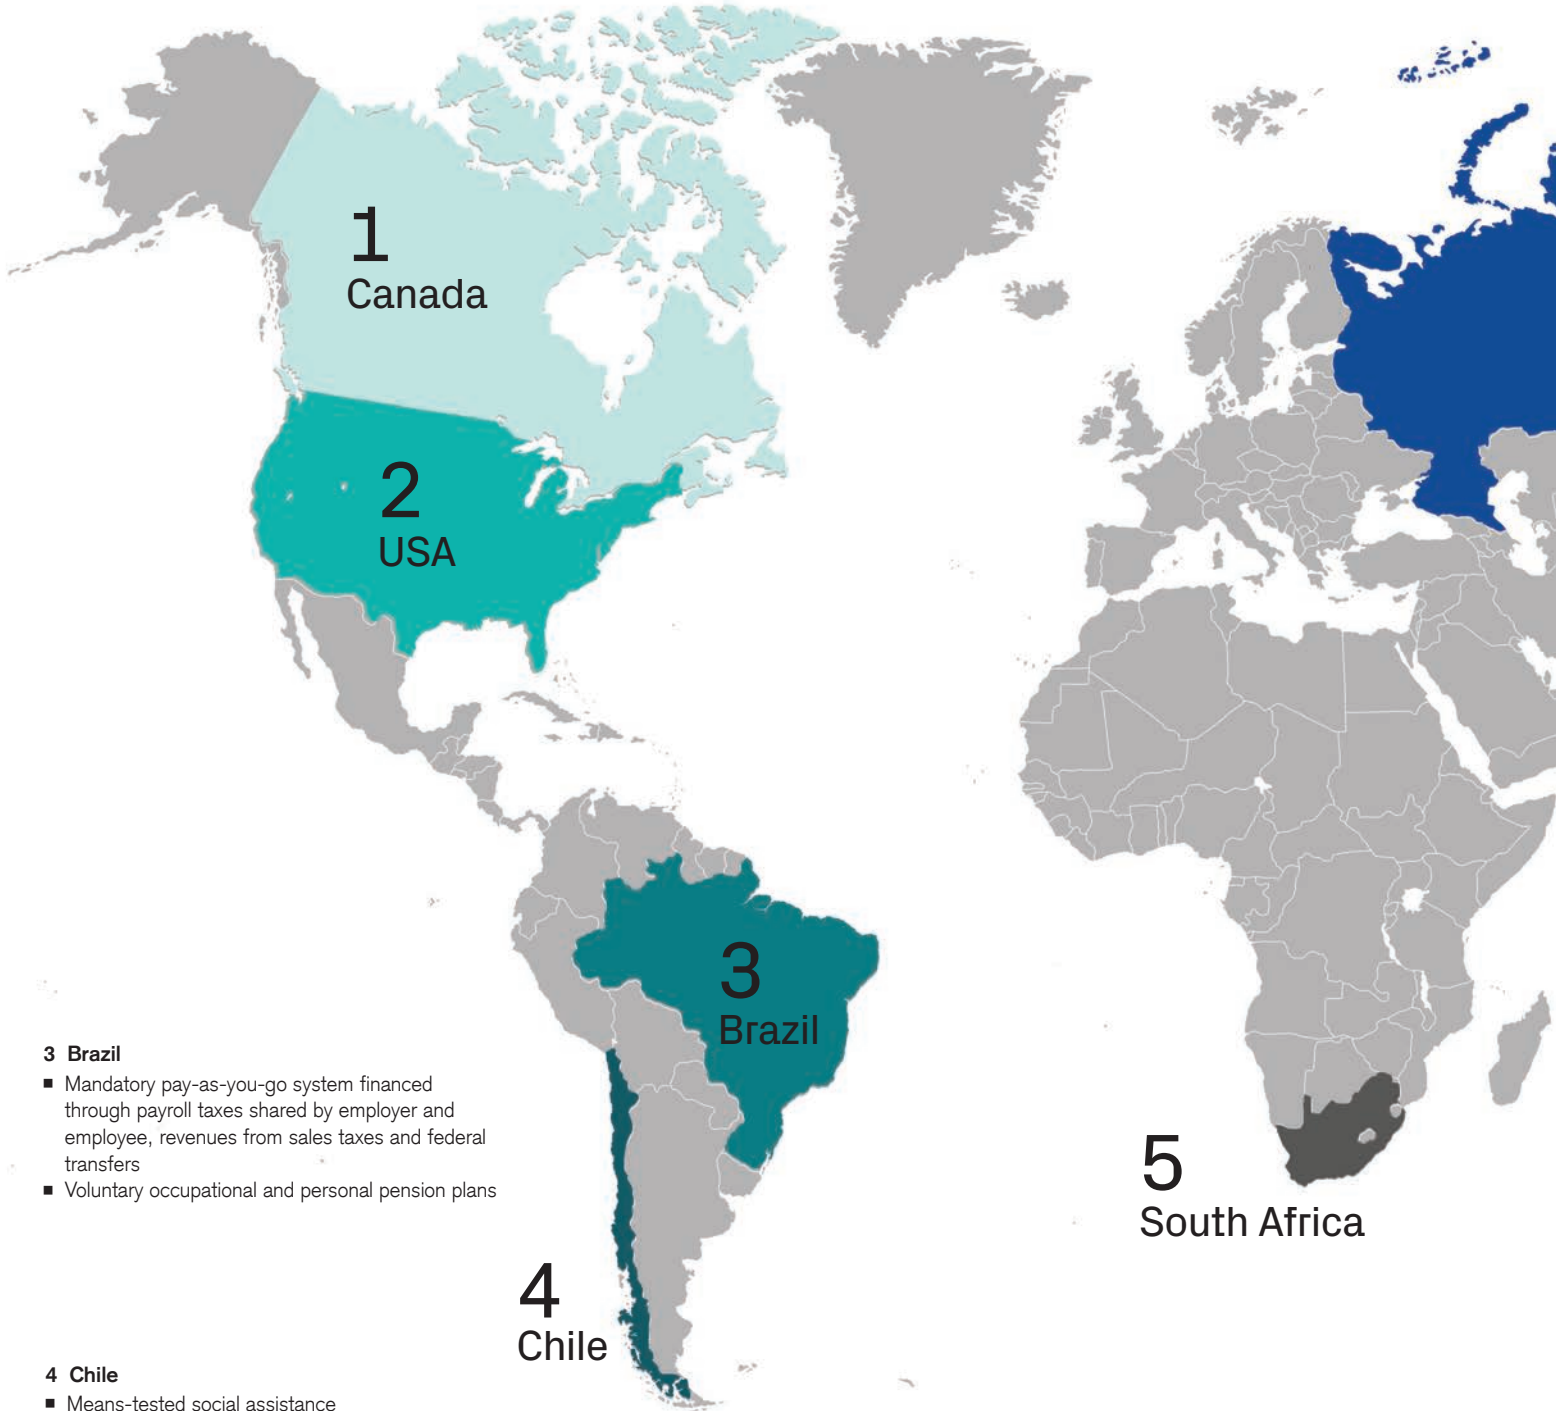 1
Canada
2
USA
3
Brazil
3 Brazil
■ Mandatory pay-as-you-go system financed
through payroll taxes shared by employer and
employee, revenues from sales taxes and federal
transfers
■ Voluntary occupational and personal pension plans
5
South Africa
4
Chile
4 Chile
■ Means-tested social assistance